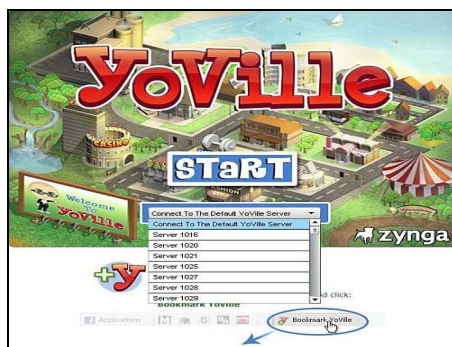 YoVille
CASINO
START
FASHION
Welcome
To
YoVille
Connect To The Default YoVille Server
Connect To The Default YoVille Server
Server 1016
Server 1020
Server 1021
Server 1025
Server 1027
Server 1028
Server 1029
zynga
+y
nd click:
"Bookmark YoVille"
Applications
Bookmark YoVille